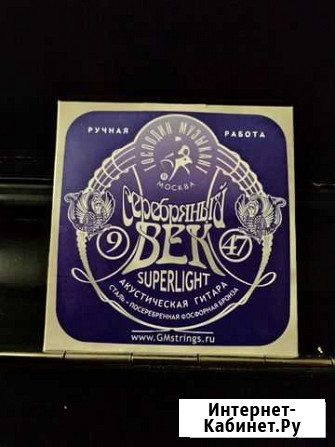 РУЧНАЯ РАБОТА
ГОСПОДИН МУЗЫКАНТ
МОСКВА
СЕРЕБРЯНЫЙ
9 ВЕК 47
SUPERLIGHT
АКУСТИЧЕСКАЯ ГИТАРА
СТАЛЬ - ПОСЕРЕБРЕННАЯ ФОСФОРНАЯ БРОНЗА
www.GMstrings.ru
Интернет-
Кабинет.Ру